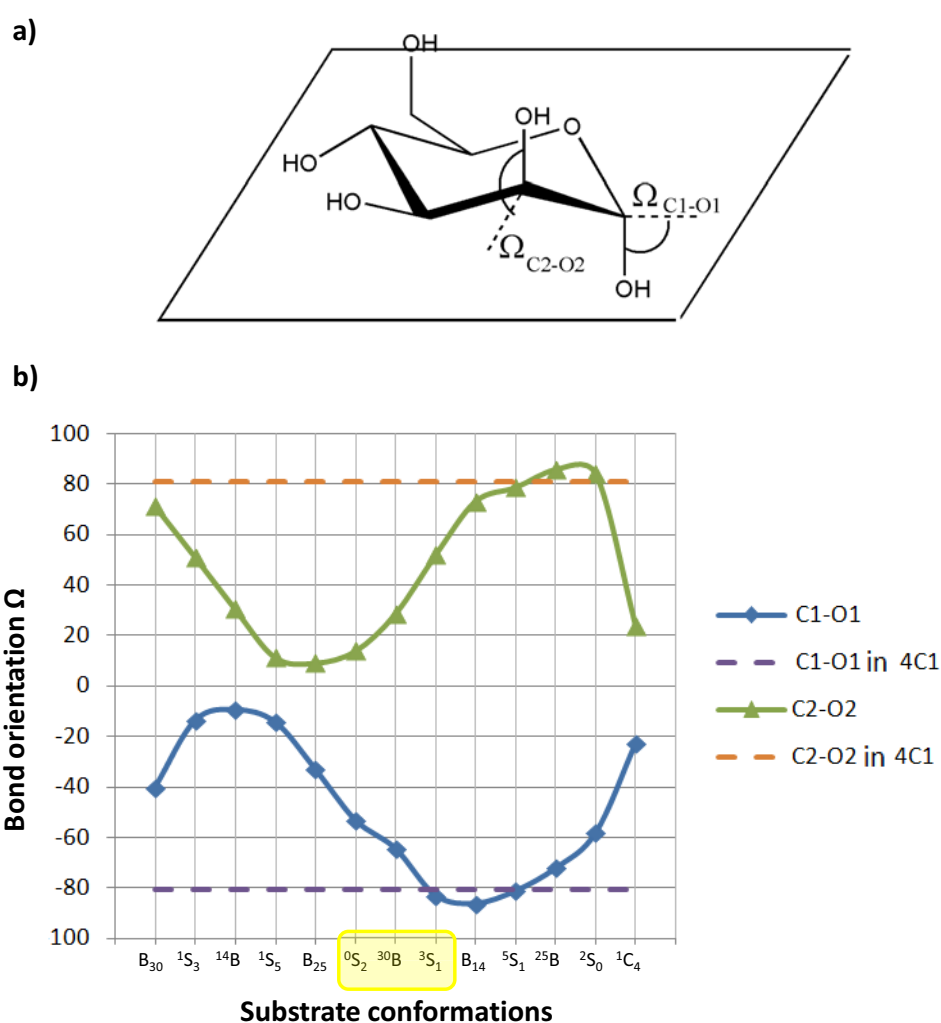 a)
OH
OH
O
HO
HO
Ω C1-O1
Ω C2-O2
OH
b)
Bond orientation Ω
100
80
60
40
20
0
-20
-40
-60
-80
100
B30 1S3 14B 1S5 B25 0S2 30B 3S1 B14 5S1 25B 2S0 1C4
Substrate conformations
C1-O1
C1-O1 in 4C1
C2-O2
C2-O2 in 4C1